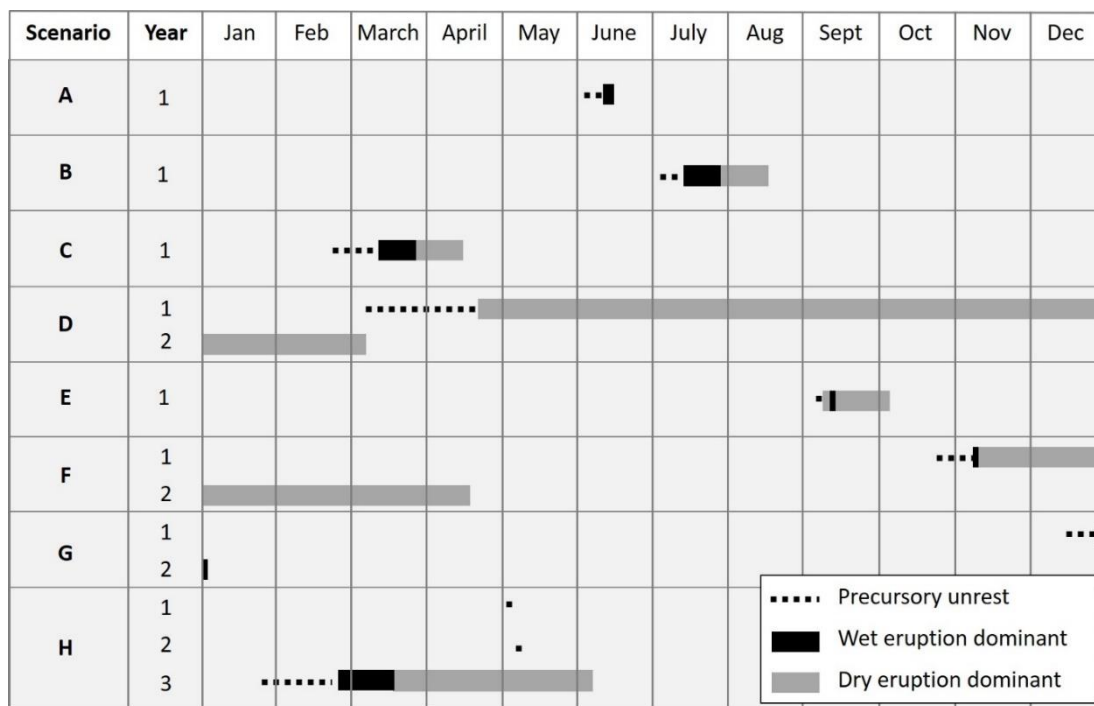 Scenario Year Jan Feb March April May June July Aug Sept Oct Nov Dec
A 1
B 1
C 1
D 1
2
E 1
F 1
2
G 1
2
H 1
2
3
Precursory unrest
Wet eruption dominant
Dry eruption dominant